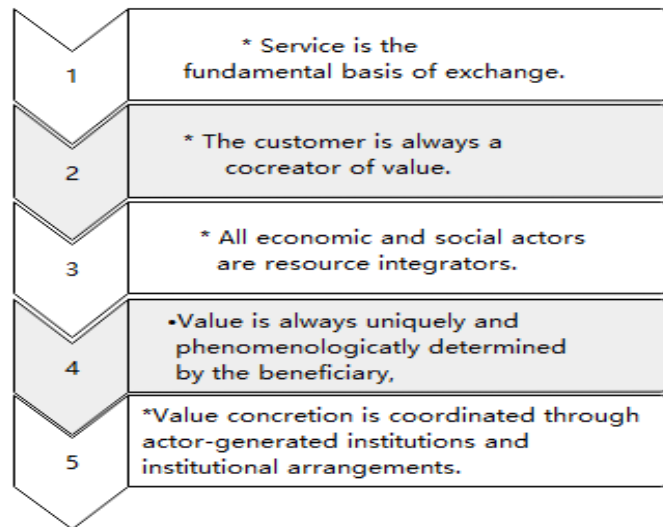 1
* Service is the
fundamental basis of exchange.
2
* The customer is always a
cocreator of value.
3
* All economic and social actors
are resource integrators.
4
•Value is always uniquely and
phenomenologicatly determined
by the beneficiary,
5
*Value concretion is coordinated through
actor-generated institutions and
institutional arrangements.